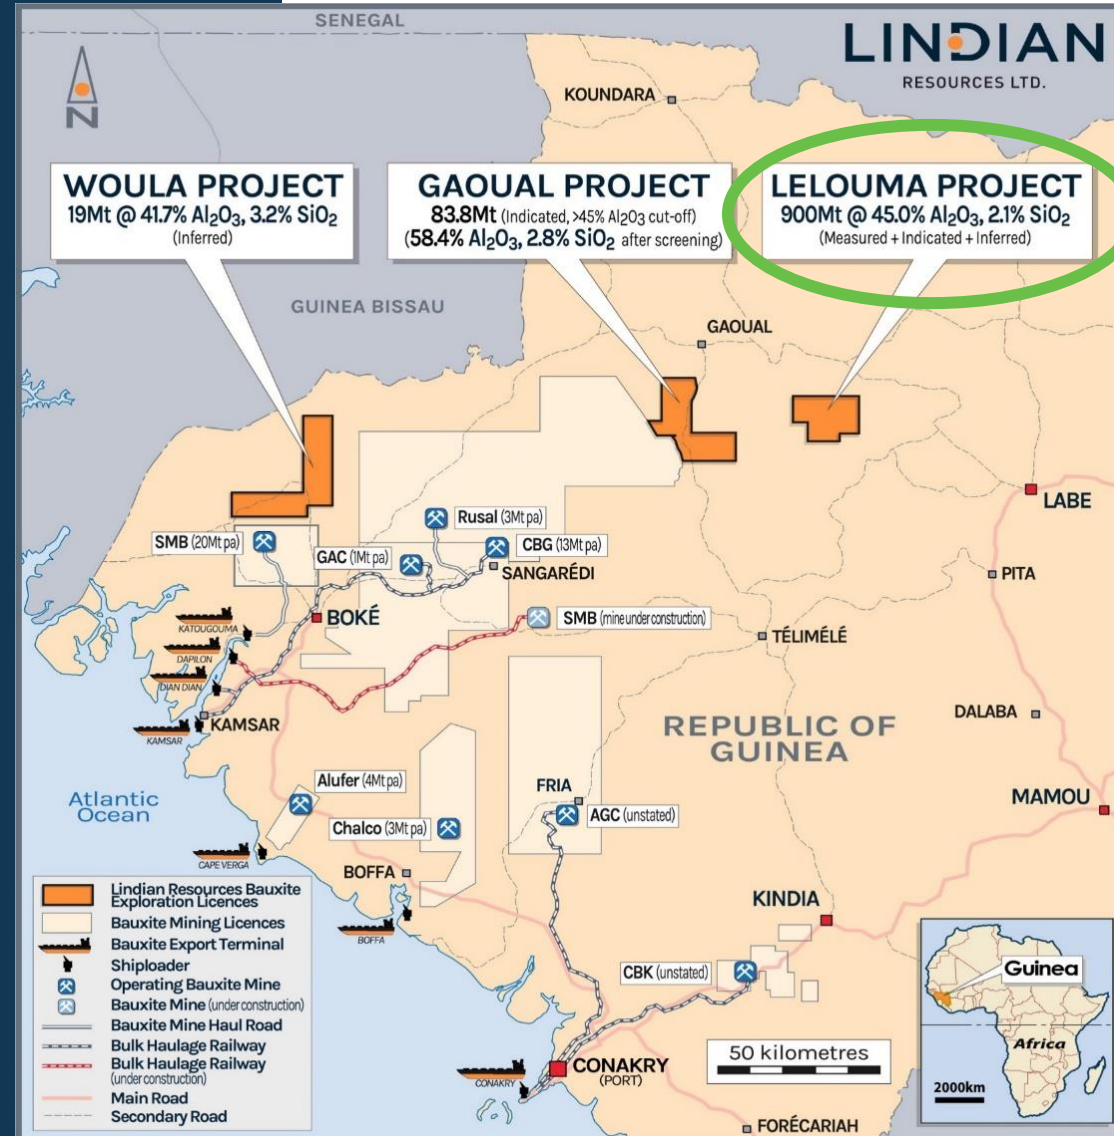 SENEGAL
LINDIAN
RESOURCES LTD.
N
KOUNDARA
WOULA PROJECT
19Mt @ 41.7% Al₂O₃, 3.2% SiO₂
(Inferred)
GAOUAL PROJECT
83.8Mt (Indicated, >45% Al₂O₃ cut-off)
(58.4% Al₂O₃, 2.8% SiO₂ after screening)
LELOUMA PROJECT
900Mt @ 45.0% Al₂O₃, 2.1% SiO₂
(Measured + Indicated + Inferred)
GUINEA BISSAU
GAOUAL
LABE
Rusal (3Mt pa)
SMB (20Mt pa)
GAC (1Mt pa)
CBG (13Mt pa)
SANGARÉDI
PITA
BOKÉ
SMB (mine under construction)
KATOUGOUMA
TÉLIMÉLÉ
DAPILON
DIAN DIAN
KAMSAR
KAMSAR
DALABA
REPUBLIC OF
GUINEA
Atlantic
Ocean
Alufer (4Mt pa)
FRIA
MAMOU
Chalco (3Mt pa)
AGC (unstated)
CAPE VERGA
BOFFA
BOFFA
KINDIA
Lindian Resources Bauxite
Exploration Licences
Bauxite Mining Licences
Bauxite Export Terminal
Shiploader
Operating Bauxite Mine
Bauxite Mine (under construction)
Bauxite Mine Haul Road
Bulk Haulage Railway
Bulk Haulage Railway
(under construction)
Main Road
Secondary Road
CBK (unstated)
CONAKRY
(PORT)
CONAKRY
50 kilometres
FORÉCARIAH
Guinea
Africa
2000km